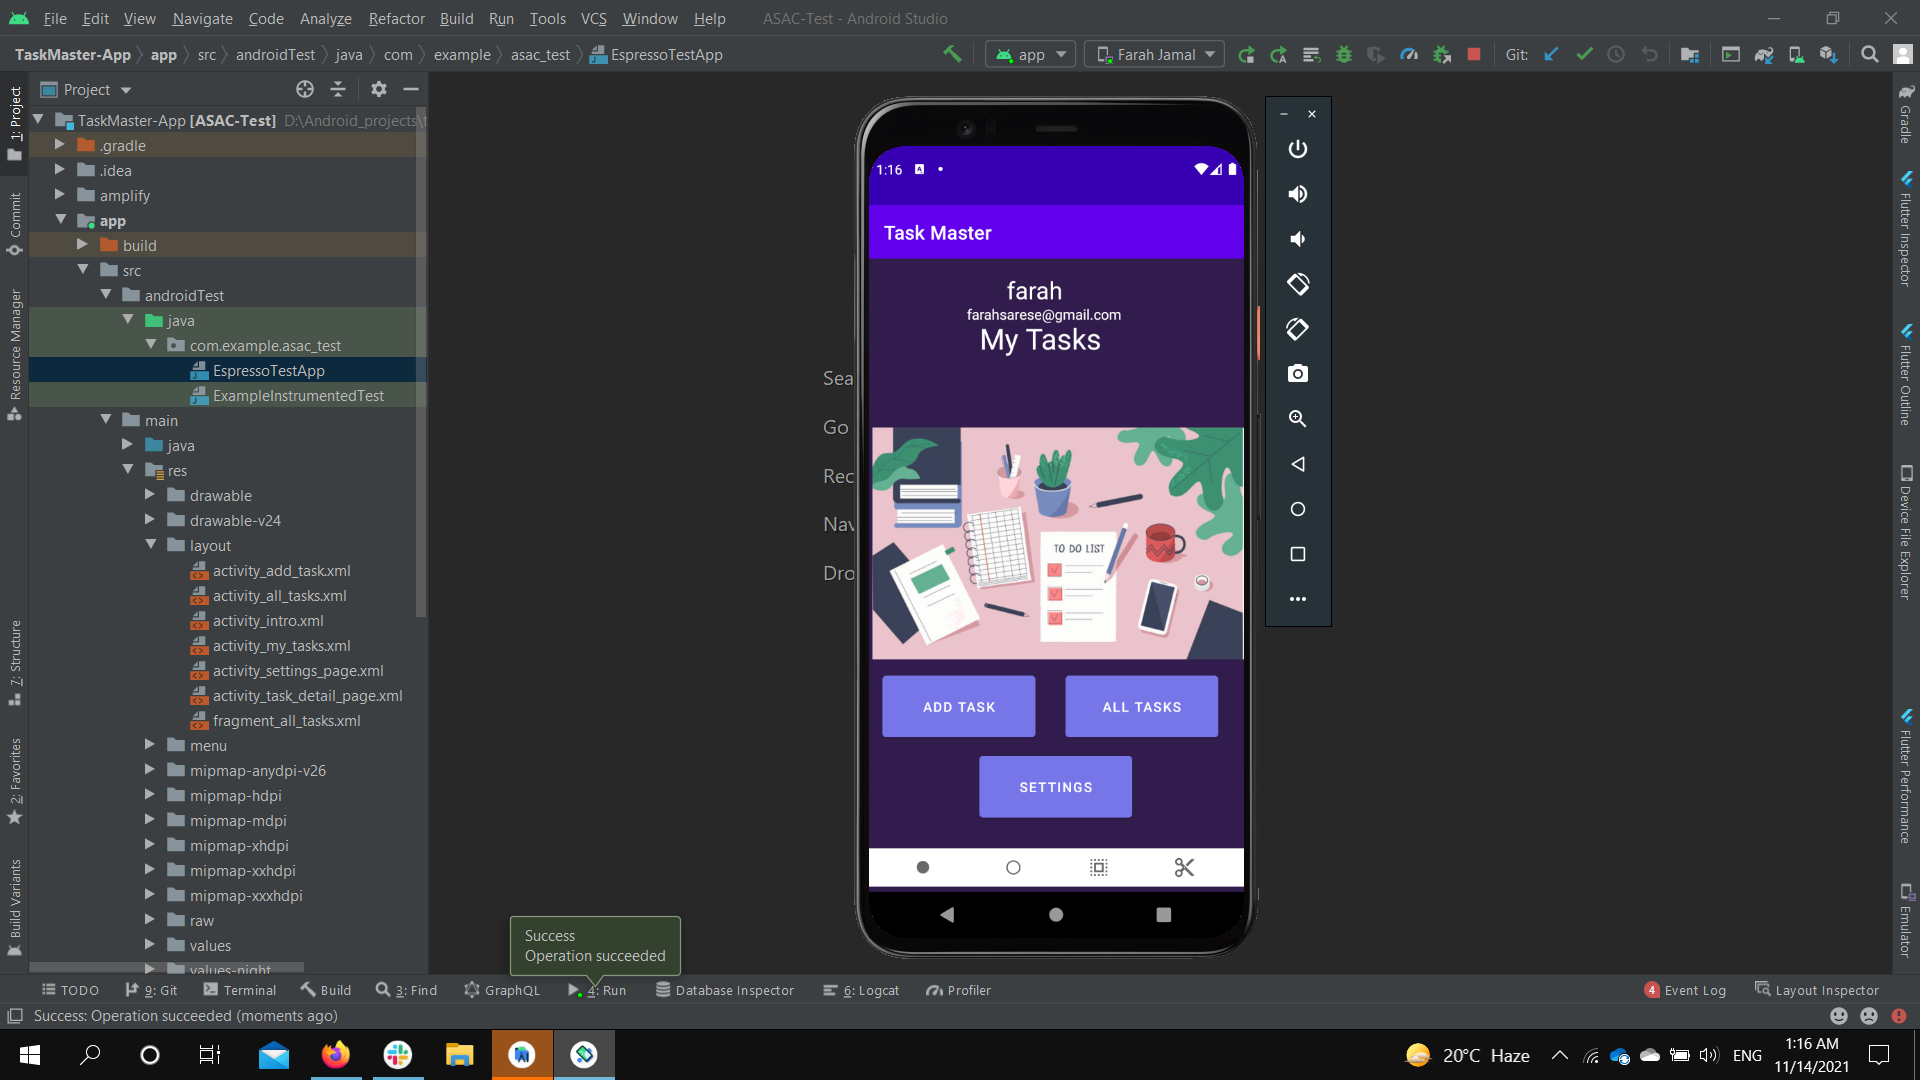 File Edit View Navigate Code Analyze Refactor Build Run Tools VCS Window Help ASAC-Test - Android Studio
TaskMaster-App app src androidTest java com example asac_test EspressoTestApp
app Farah Jamal Git:
Project
TaskMaster-App [ASAC-Test] D:\Android_projects\t
.gradle
.idea
amplify
app
build
src
androidTest
java
com.example.asac_test
EspressoTestApp
ExampleInstrumentedTest
main
java
res
drawable
drawable-v24
layout
activity_add_task.xml
activity_all_tasks.xml
activity_intro.xml
activity_my_tasks.xml
activity_settings_page.xml
activity_task_detail_page.xml
fragment_all_tasks.xml
menu
mipmap-anydpi-v26
mipmap-hdpi
mipmap-mdpi
mipmap-xhdpi
mipmap-xxhdpi
mipmap-xxxhdpi
raw
values
values-night
1: Project
Commit
Resource Manager
7: Structure
2: Favorites
Build Variants
Sea
Go
Rec
Nav
Dro
1:16
Task Master
farah
farahsarese@gmail.com
My Tasks
TO DO LIST
ADD TASK
ALL TASKS
SETTINGS
Gradle
Flutter Inspector
Flutter Outline
Device File Explorer
Flutter Performance
Emulator
Success
Operation succeeded
TODO 9: Git Terminal Build 3: Find GraphQL 4: Run Database Inspector 6: Logcat Profiler 4 Event Log Layout Inspector
Success: Operation succeeded (moments ago)
20°C Haze ENG
1:16 AM
11/14/2021